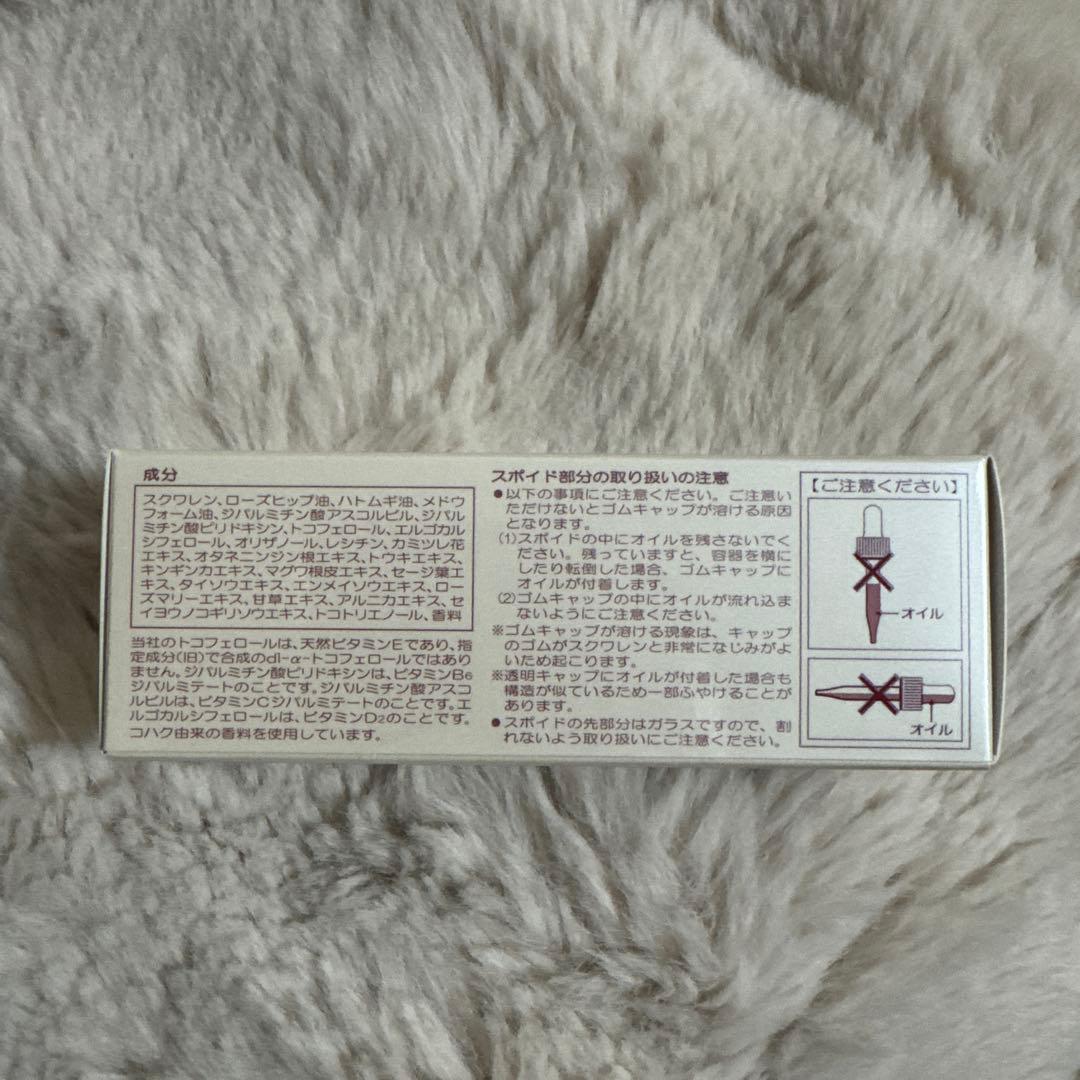 成分
スクワレン、ローズヒップ油、ハトムギ油、メドウ
フォーム油、ジパルミチン酸アスコルビル、ジパル
ミチン酸ピリドキシン、トコフェロール、エルゴカル
シフェロール、オリザノール、レシチン、カミツレ花
エキス、オタネニンジン根エキス、トウキエキス、
キンギンカエキス、マグワ根皮エキス、セージ葉エ
キス、タイソウエキス、エンメイソウエキス、ロー
ズマリーエキス、甘草エキス、アルニカエキス、セ
イヨウノコギリソウエキス、トコトリエノール、香料
当社のトコフェロールは、天然ビタミンEであり、指
定成分(旧)で合成のdl-α-トコフェロールではあり
ません。ジパルミチン酸ピリドキシンは、ビタミンB6
ジパルミテートのことです。ジパルミチン酸アスコ
ルビルは、ビタミンCジパルミテートのことです。エ
ルゴカルシフェロールは、ビタミンD2のことです。
コハク由来の香料を使用しています。
スポイド部分の取り扱いの注意
●以下の事項にご注意ください。ご注意い
ただけないとゴムキャップが溶ける原因
となります。
(1)スポイドの中にオイルを残さないでく
ださい。残っていますと、容器を横に
したり転倒した場合、ゴムキャップに
オイルが付着します。
(2)ゴムキャップの中にオイルが流れ込ま
ないようにご注意ください。
※ゴムキャップが溶ける現象は、キャップ
のゴムがスクワレンと非常になじみがよ
いため起こります。
※透明キャップにオイルが付着した場合も
構造が似ているため一部ふやけることが
あります。
●スポイドの先部分はガラスですので、割
れないよう取り扱いにご注意ください。
【ご注意ください】
オイル
オイル